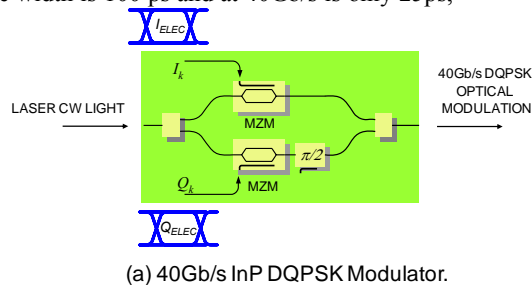 width is 100 ps and at 40Gb/s is only 25ps,
I_ELEC
I_k
40Gb/s DQPSK
OPTICAL
MODULATION
LASER CW LIGHT
MZM
π/2
Q_k
MZM
Q_ELEC
(a) 40Gb/s InP DQPSK Modulator.